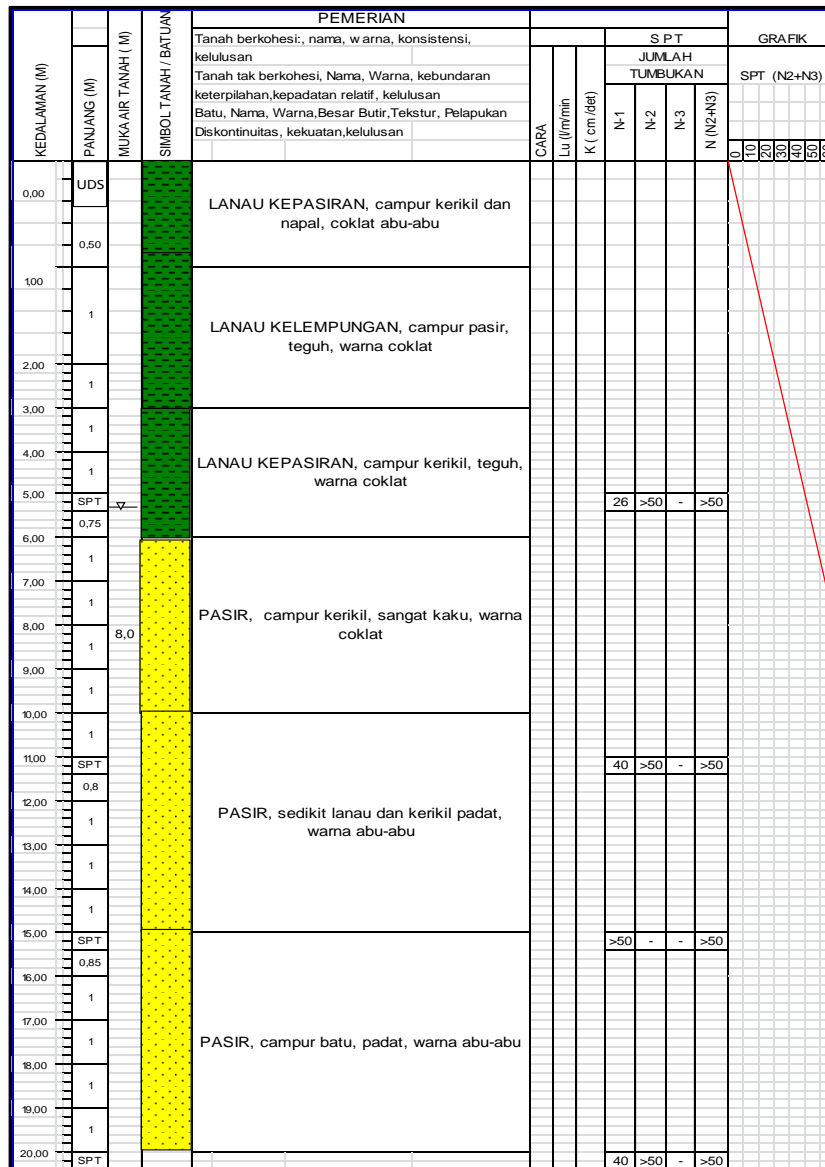 PEMERIAN
KEDALAMAN (M)
PANJANG (M)
MUKA AIR TANAH ( M)
SIMBOL TANAH / BATUAN
Tanah berkohesi:, nama, warna, konsistensi,
kelulusan
Tanah tak berkohesi, Nama, Warna, kebundaran
keterpilahan,kepadatan relatif, kelulusan
Batu, Nama, Warna,Besar Butir,Tekstur, Pelapukan
Diskontinuitas, kekuatan,kelulusan
CARA
Lu (l/m/min
K ( cm /det)
S P T
JUMLAH
TUMBUKAN
N-1
N-2
N-3
N (N2+N3)
GRAFIK
SPT (N2+N3)
0 10 20 30 40 50
UDS
0,00
LANAU KEPASIRAN, campur kerikil dan
napal, coklat abu-abu
0,50
1,00
1
LANAU KELEMPUNGAN, campur pasir,
teguh, warna coklat
2,00
1
3,00
1
4,00
LANAU KEPASIRAN, campur kerikil, teguh,
warna coklat
1
5,00
SPT 26 >50 - >50
0,75
6,00
1
7,00
1
PASIR, campur kerikil, sangat kaku, warna
coklat
8,00
8,0
1
9,00
1
10,00
1
11,00
SPT 40 >50 - >50
0,8
12,00
PASIR, sedikit lanau dan kerikil padat,
warna abu-abu
1
13,00
1
14,00
1
15,00
SPT >50 - - >50
0,85
16,00
1
17,00
1
PASIR, campur batu, padat, warna abu-abu
18,00
1
19,00
1
20,00
SPT 40 >50 - >50